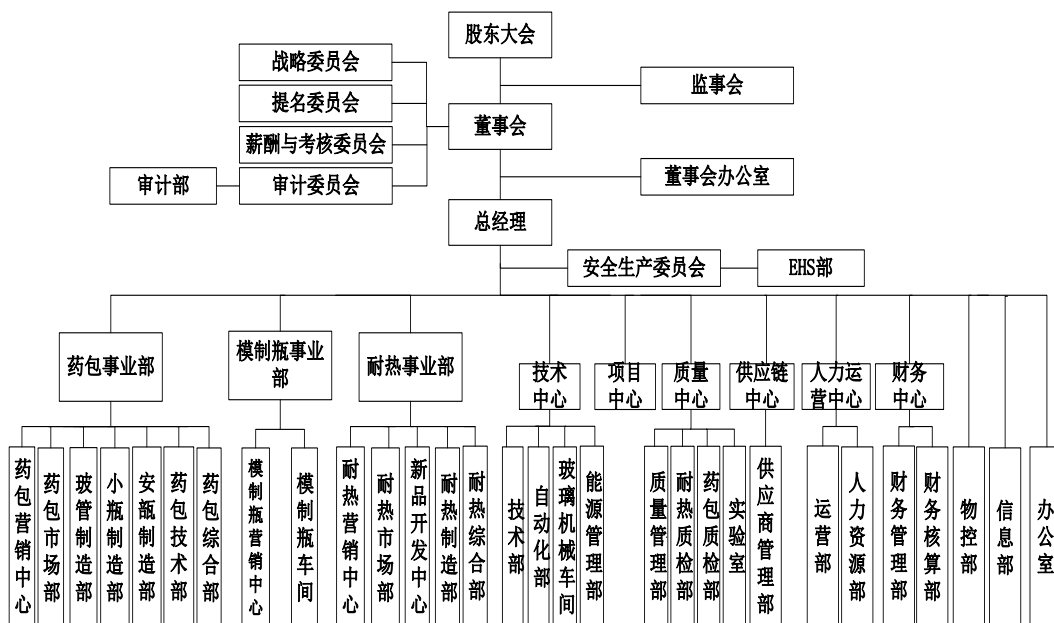 股东大会
战略委员会
监事会
提名委员会
董事会
薪酬与考核委员会
审计部
审计委员会
董事会办公室
总经理
安全生产委员会
EHS部
药包事业部
模制瓶事业
部
耐热事业部
技术
中心
项目
中心
质量
中心
供应链
中心
人力运
营中心
财务
中心
药包营销中心
药包市场部
玻管制造部
小瓶制造部
安瓿制造部
药包技术部
药包综合部
模制瓶营销中心
模制瓶车间
耐热营销中心
耐热市场部
新品开发中心
耐热制造部
耐热综合部
技术部
自动化部
玻璃机械车间
能源管理部
质量管理部
耐热质检部
药包质检部
实验室
供应商管理部
运营部
人力资源部
财务管理部
财务核算部
物控部
信息部
办公室